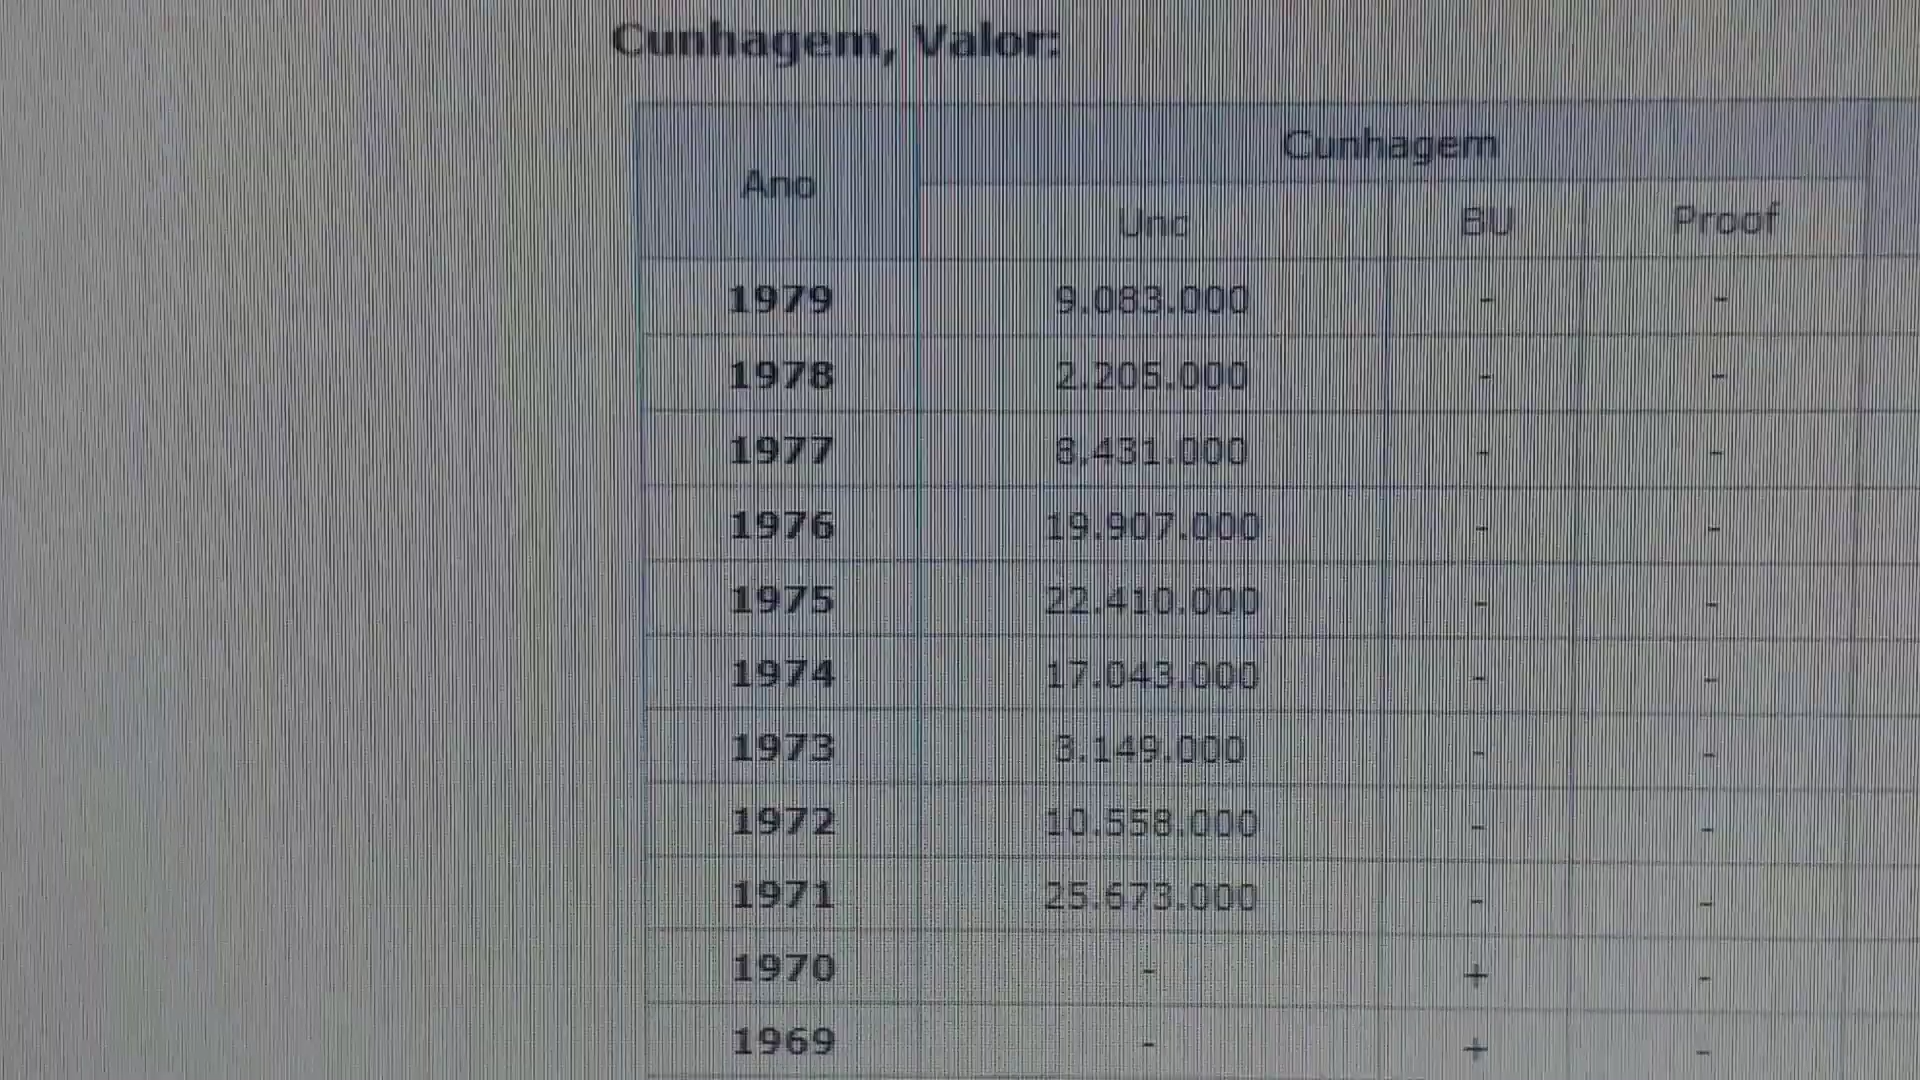 Cunhagem, Valor:
Ano Cunhagem
Unc BU Proof
1979 9.083.000 - -
1978 2.205.000 - -
1977 8.431.000 - -
1976 19.907.000 - -
1975 22.410.000 - -
1974 17.043.000 - -
1973 3.149.000 - -
1972 10.558.000 - -
1971 25.673.000 - -
1970 - + -
1969 - + -